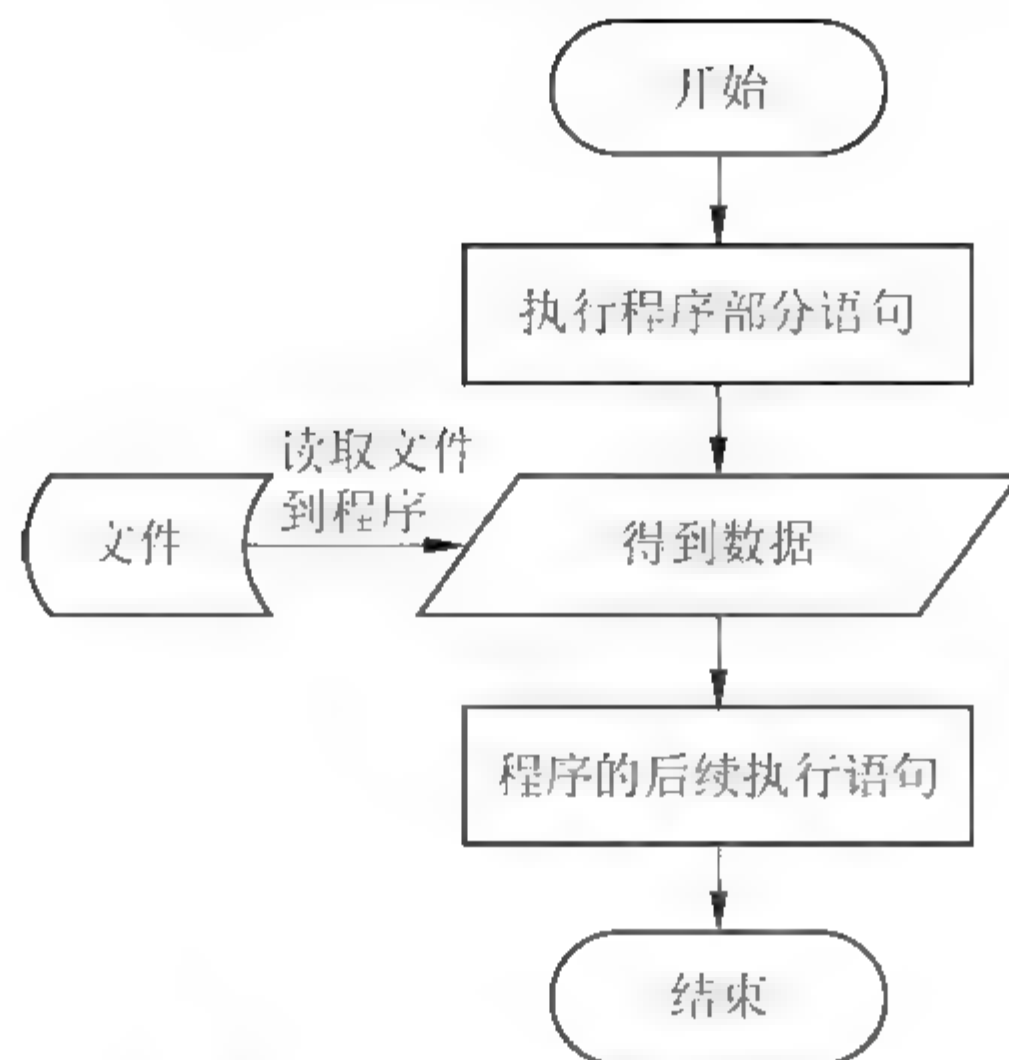 开始
执行程序部分语句
读取文件
到程序
文件
得到数据
程序的后续执行语句
结束